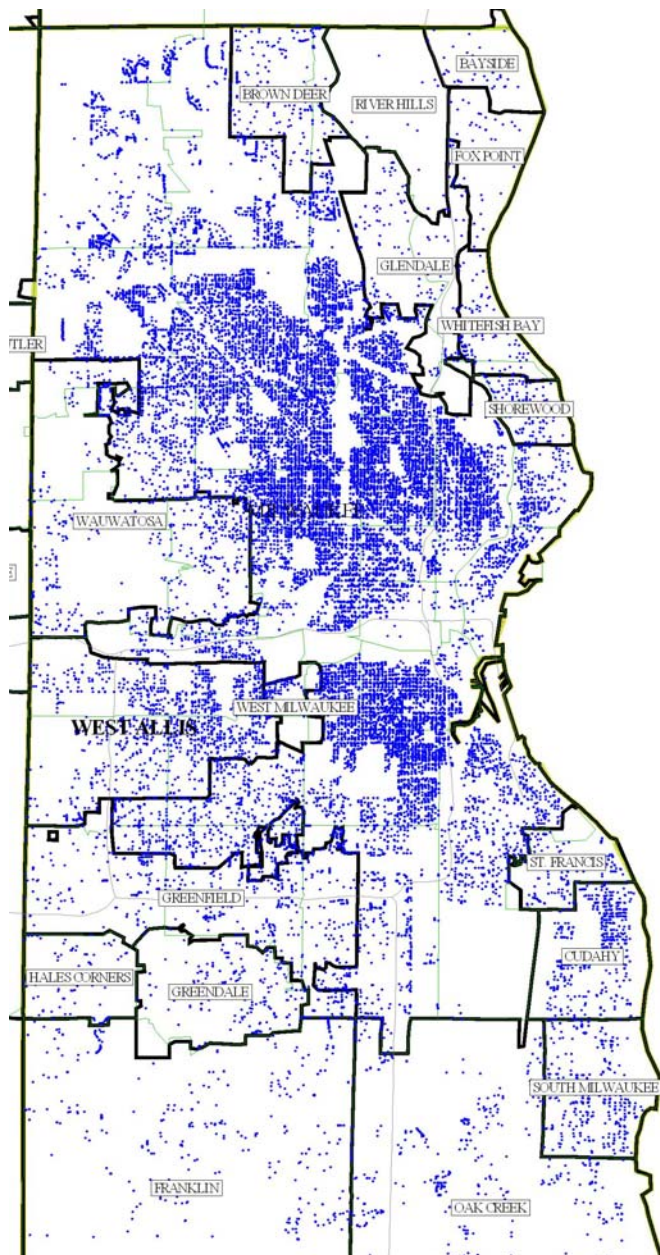 BAYSIDE
BROWN DEER
RIVER HILLS
FOX POINT
GLENDALE
WHITEFISH BAY
TLER
SHOREWOOD
WAUWATOSA
E
WEST MILWAUKEE
WEST ALLIS
ST. FRANCIS
GREENFIELD
CUDAHY
HALES CORNERS
GREENDALE
SOUTH MILWAUKEE
FRANKLIN
OAK CREEK